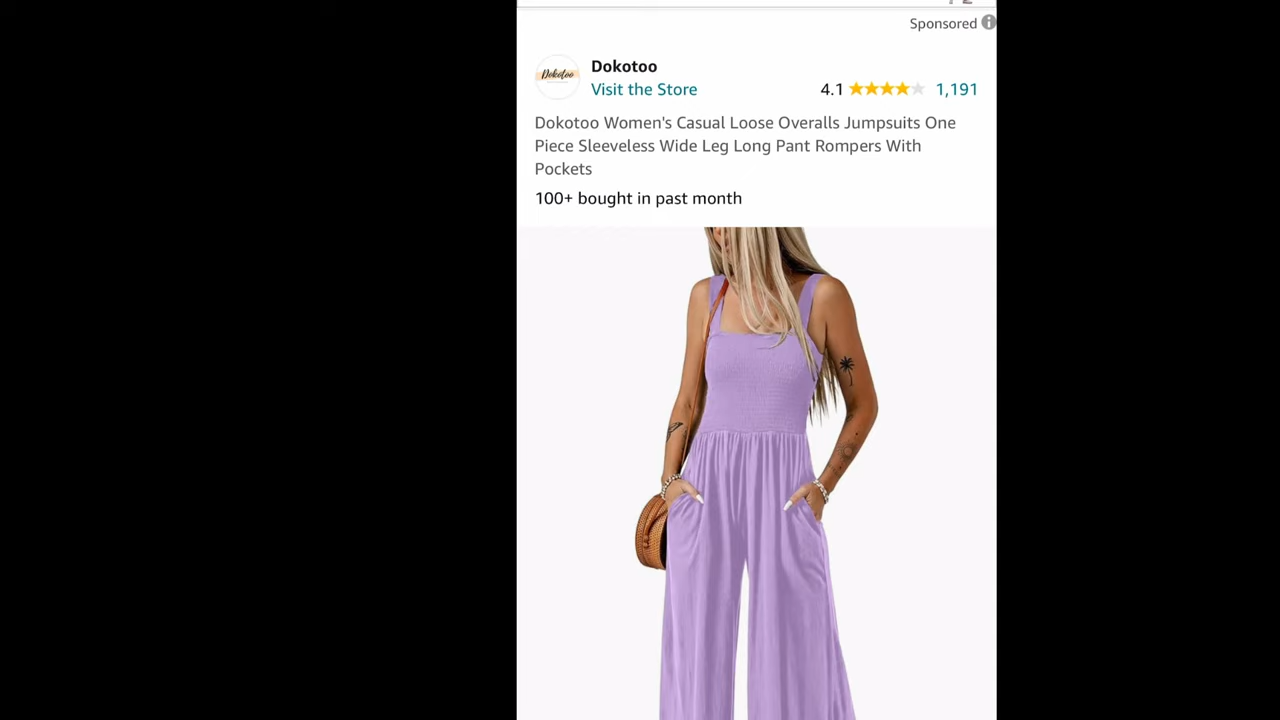 Sponsored
Dokotoo
Dokotoo
Visit the Store
4.1 1,191
Dokotoo Women's Casual Loose Overalls Jumpsuits One
Piece Sleeveless Wide Leg Long Pant Rompers With
Pockets
100+ bought in past month